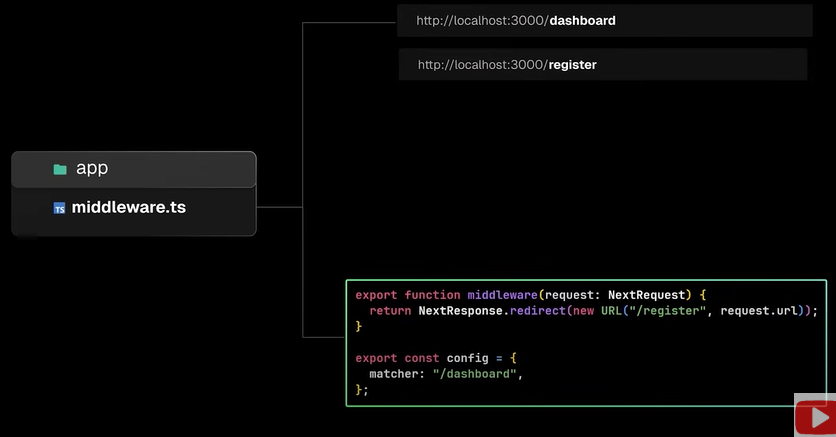 http://localhost:3000/dashboard
http://localhost:3000/register
app
TS middleware.ts
export function middleware(request: NextRequest) {
return NextResponse.redirect(new URL("/register", request.url));
}
export const config = {
matcher: "/dashboard",
};